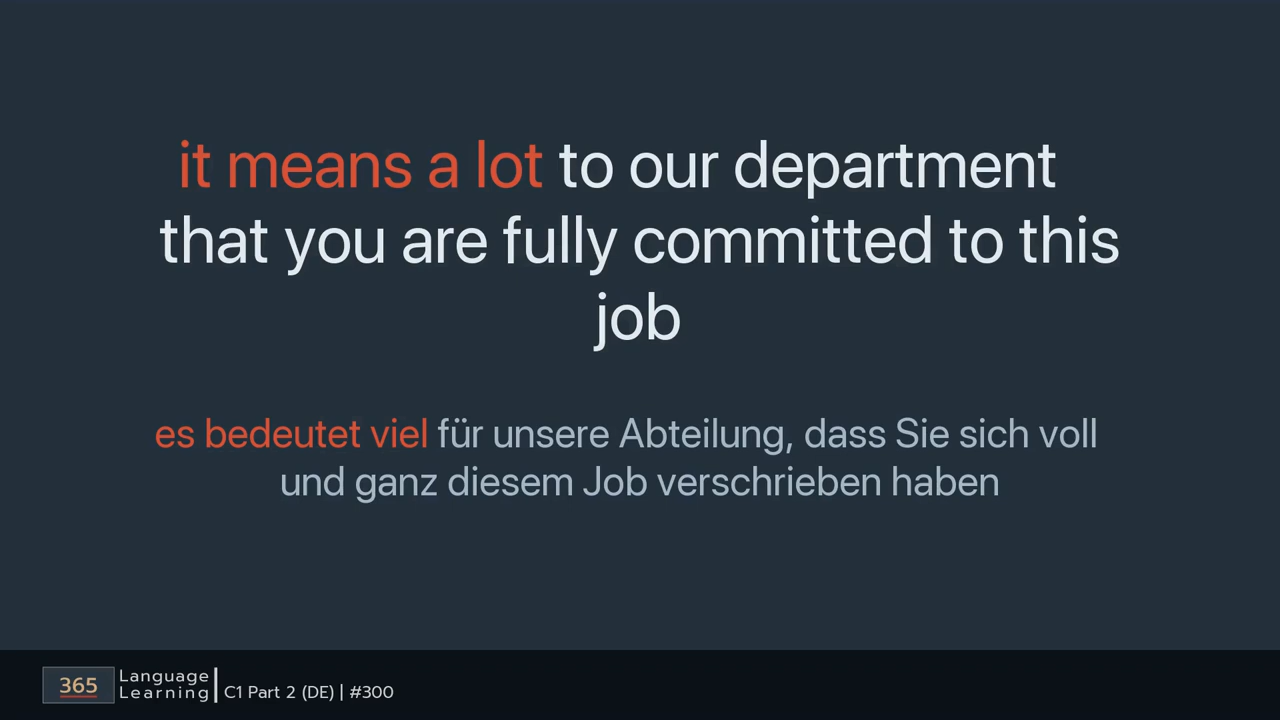 it means a lot to our department
that you are fully committed to this
job
es bedeutet viel für unsere Abteilung, dass Sie sich voll
und ganz diesem Job verschrieben haben
365
Language
Learning
C1 Part 2 (DE) | #300